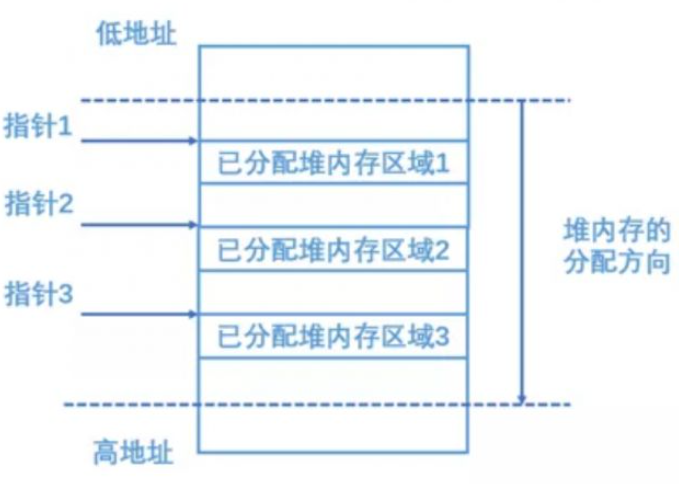 低地址
指针1
已分配堆内存区域1
指针2
已分配堆内存区域2
指针3
已分配堆内存区域3
堆内存的
分配方向
高地址